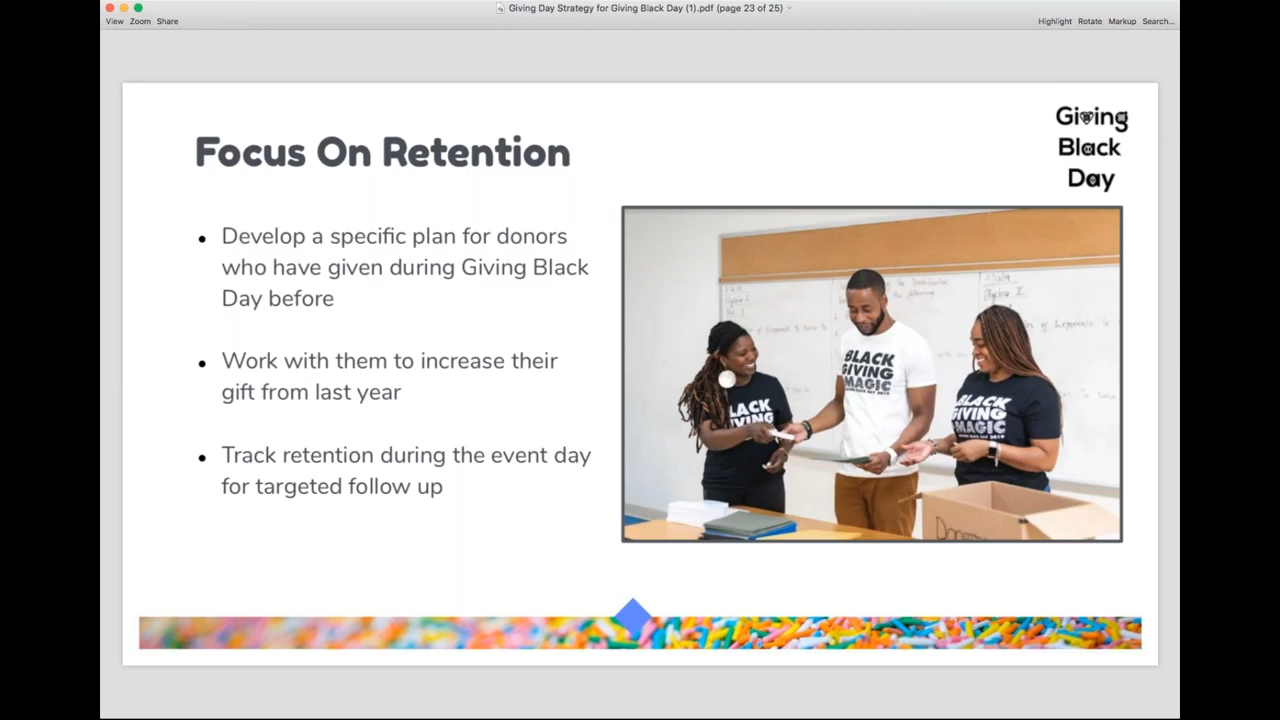 Giving Day Strategy for Giving Black Day (1).pdf (page 23 of 25)
View Zoom Share
Highlight Rotate Markup Search...
Giving
Black
Day
Focus On Retention
Develop a specific plan for donors
who have given during Giving Black
Day before
Work with them to increase their
gift from last year
Track retention during the event day
for targeted follow up
BLACK
GIVING
MAGIC
BLACK
GIVING
MAGIC